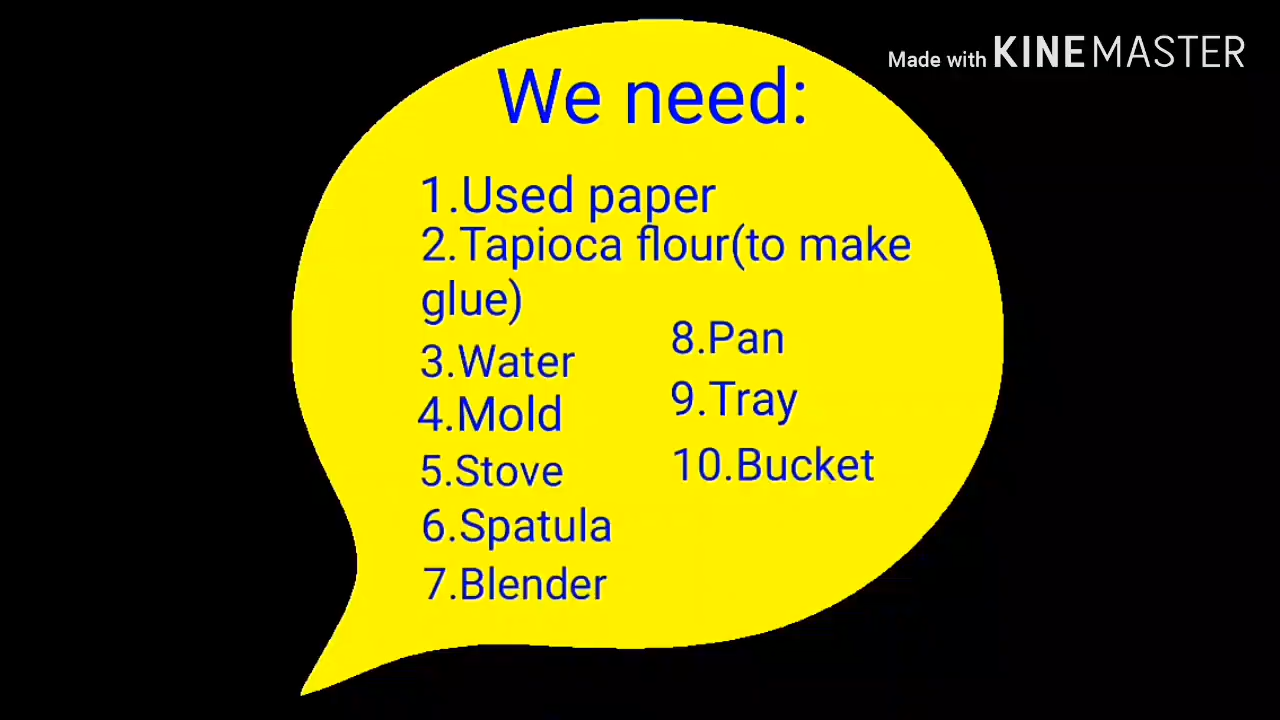 Made with KINEMASTER
We need:
1.Used paper
2.Tapioca flour(to make
glue)
3.Water
4.Mold
5.Stove
6.Spatula
7.Blender
8.Pan
9.Tray
10.Bucket